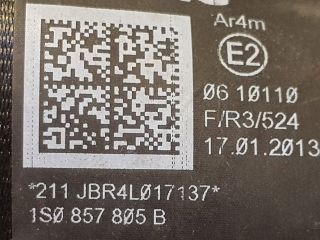 Ar4m
E2
06 10110
F/R3/524
17.01.2013
*211 JBR4L017137*
1S0 857 805 B